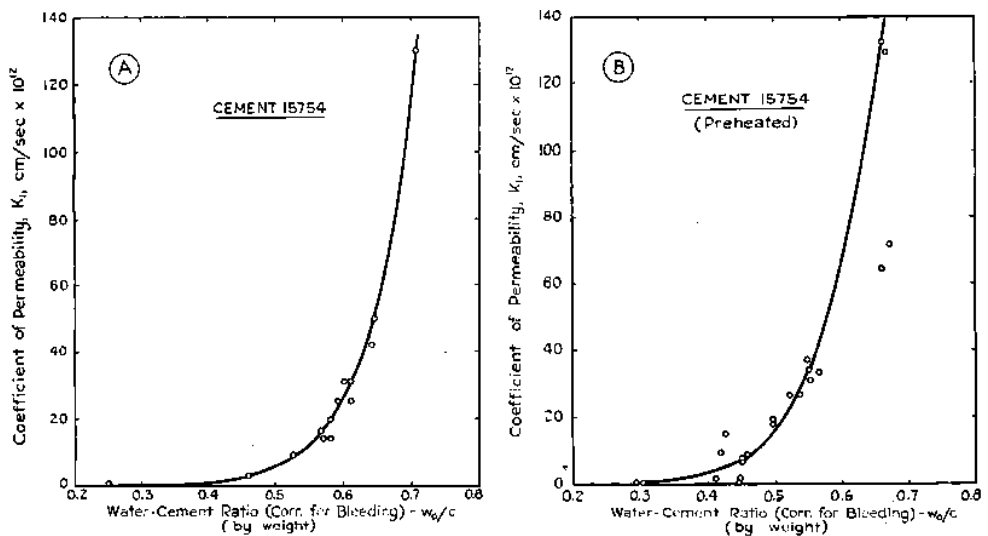 140
120
100
80
60
40
20
0
Coefficient of Permeability, K₁, cm/sec × 10¹²
A
CEMENT 15754
0.2 0.3 0.4 0.5 0.6 0.7 0.8
Water-Cement Ratio (Corr. for Bleeding) - w₀/c
(by weight)
140
120
100
80
60
40
20
0
Coefficient of Permeability, K₁, cm/sec × 10¹²
B
CEMENT 15754
(Preheated)
0.2 0.3 0.4 0.5 0.6 0.7 0.8
Water-Cement Ratio (Corr. for Bleeding) - w₀/c
(by weight)